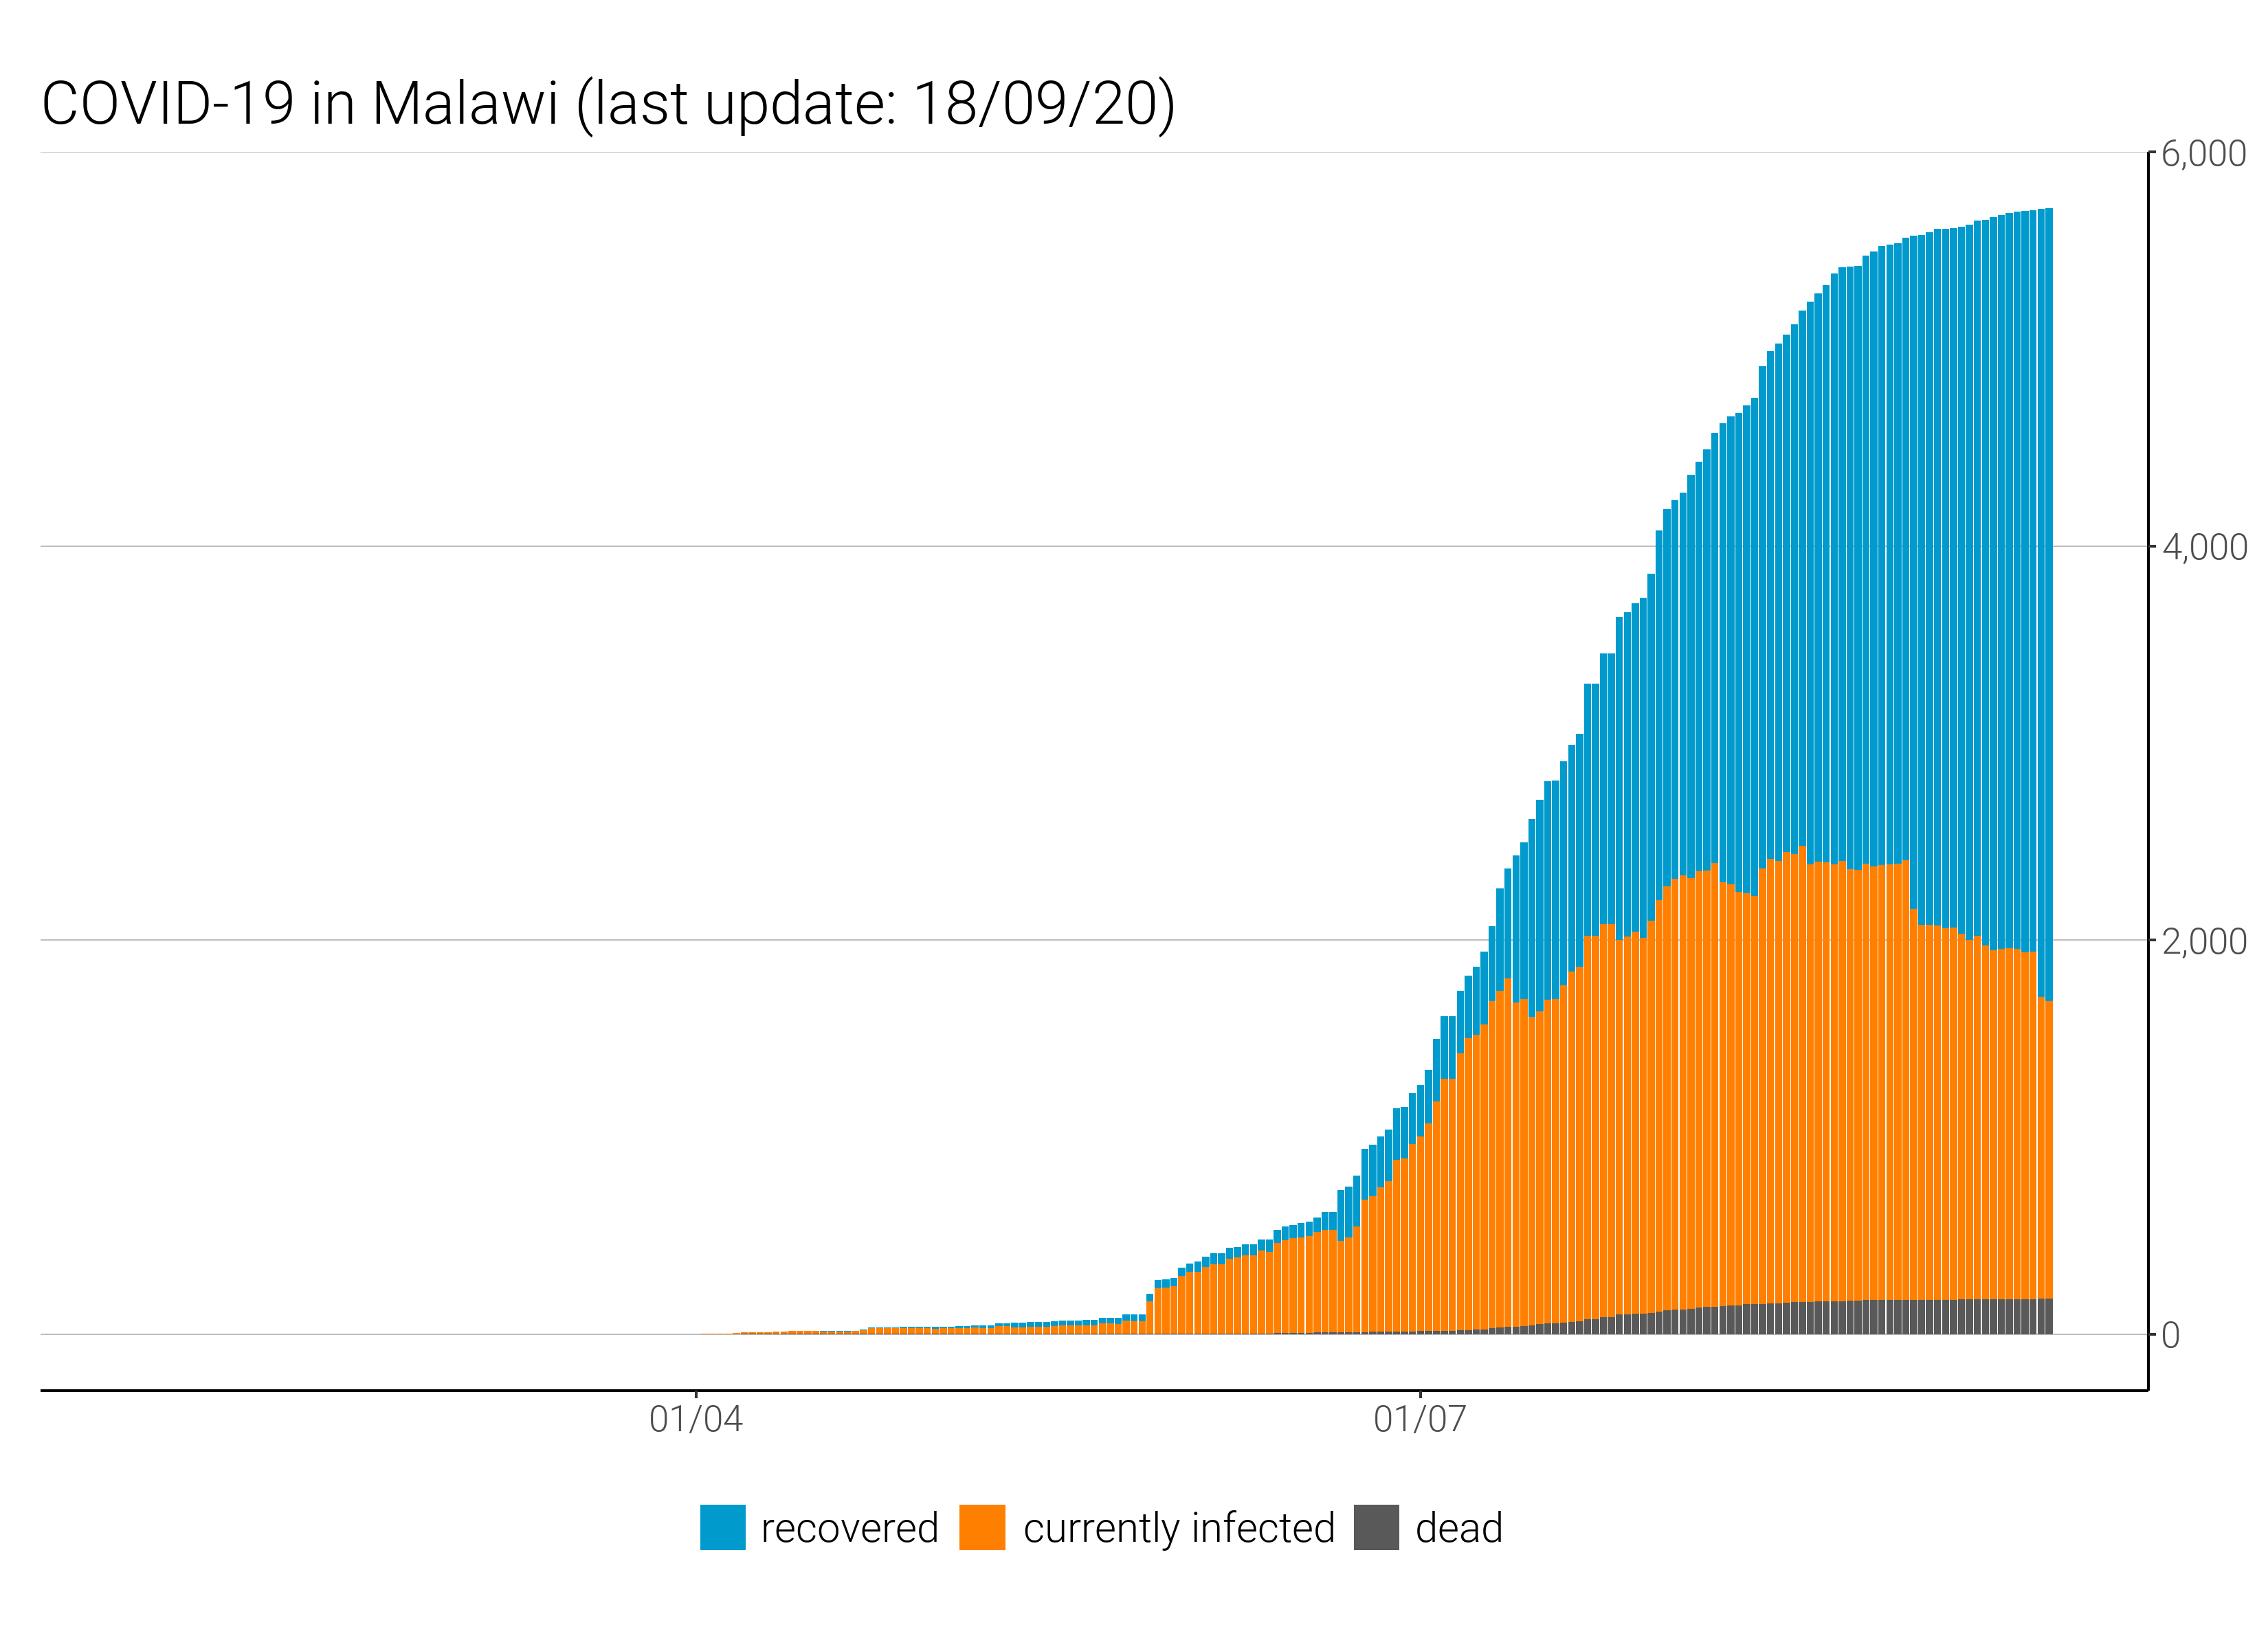 COVID-19 in Malawi (last update: 18/09/20)
6,000
4,000
2,000
0
01/04 01/07
recovered currently infected dead